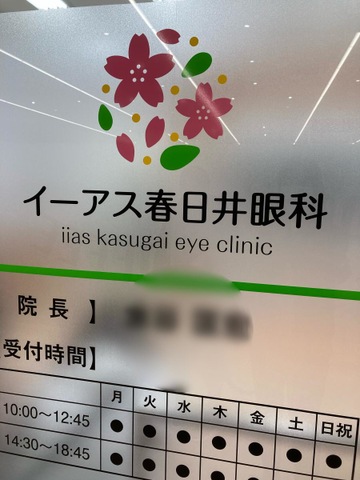 イーアス春日井眼科
iias kasugai eye clinic
院長】
受付時間】
月 火 水 木 金 土 日祝
10:00〜12:45 ● ● ● ● ● ● ●
14:30〜18:45 ● ● ● ● ● ● ●